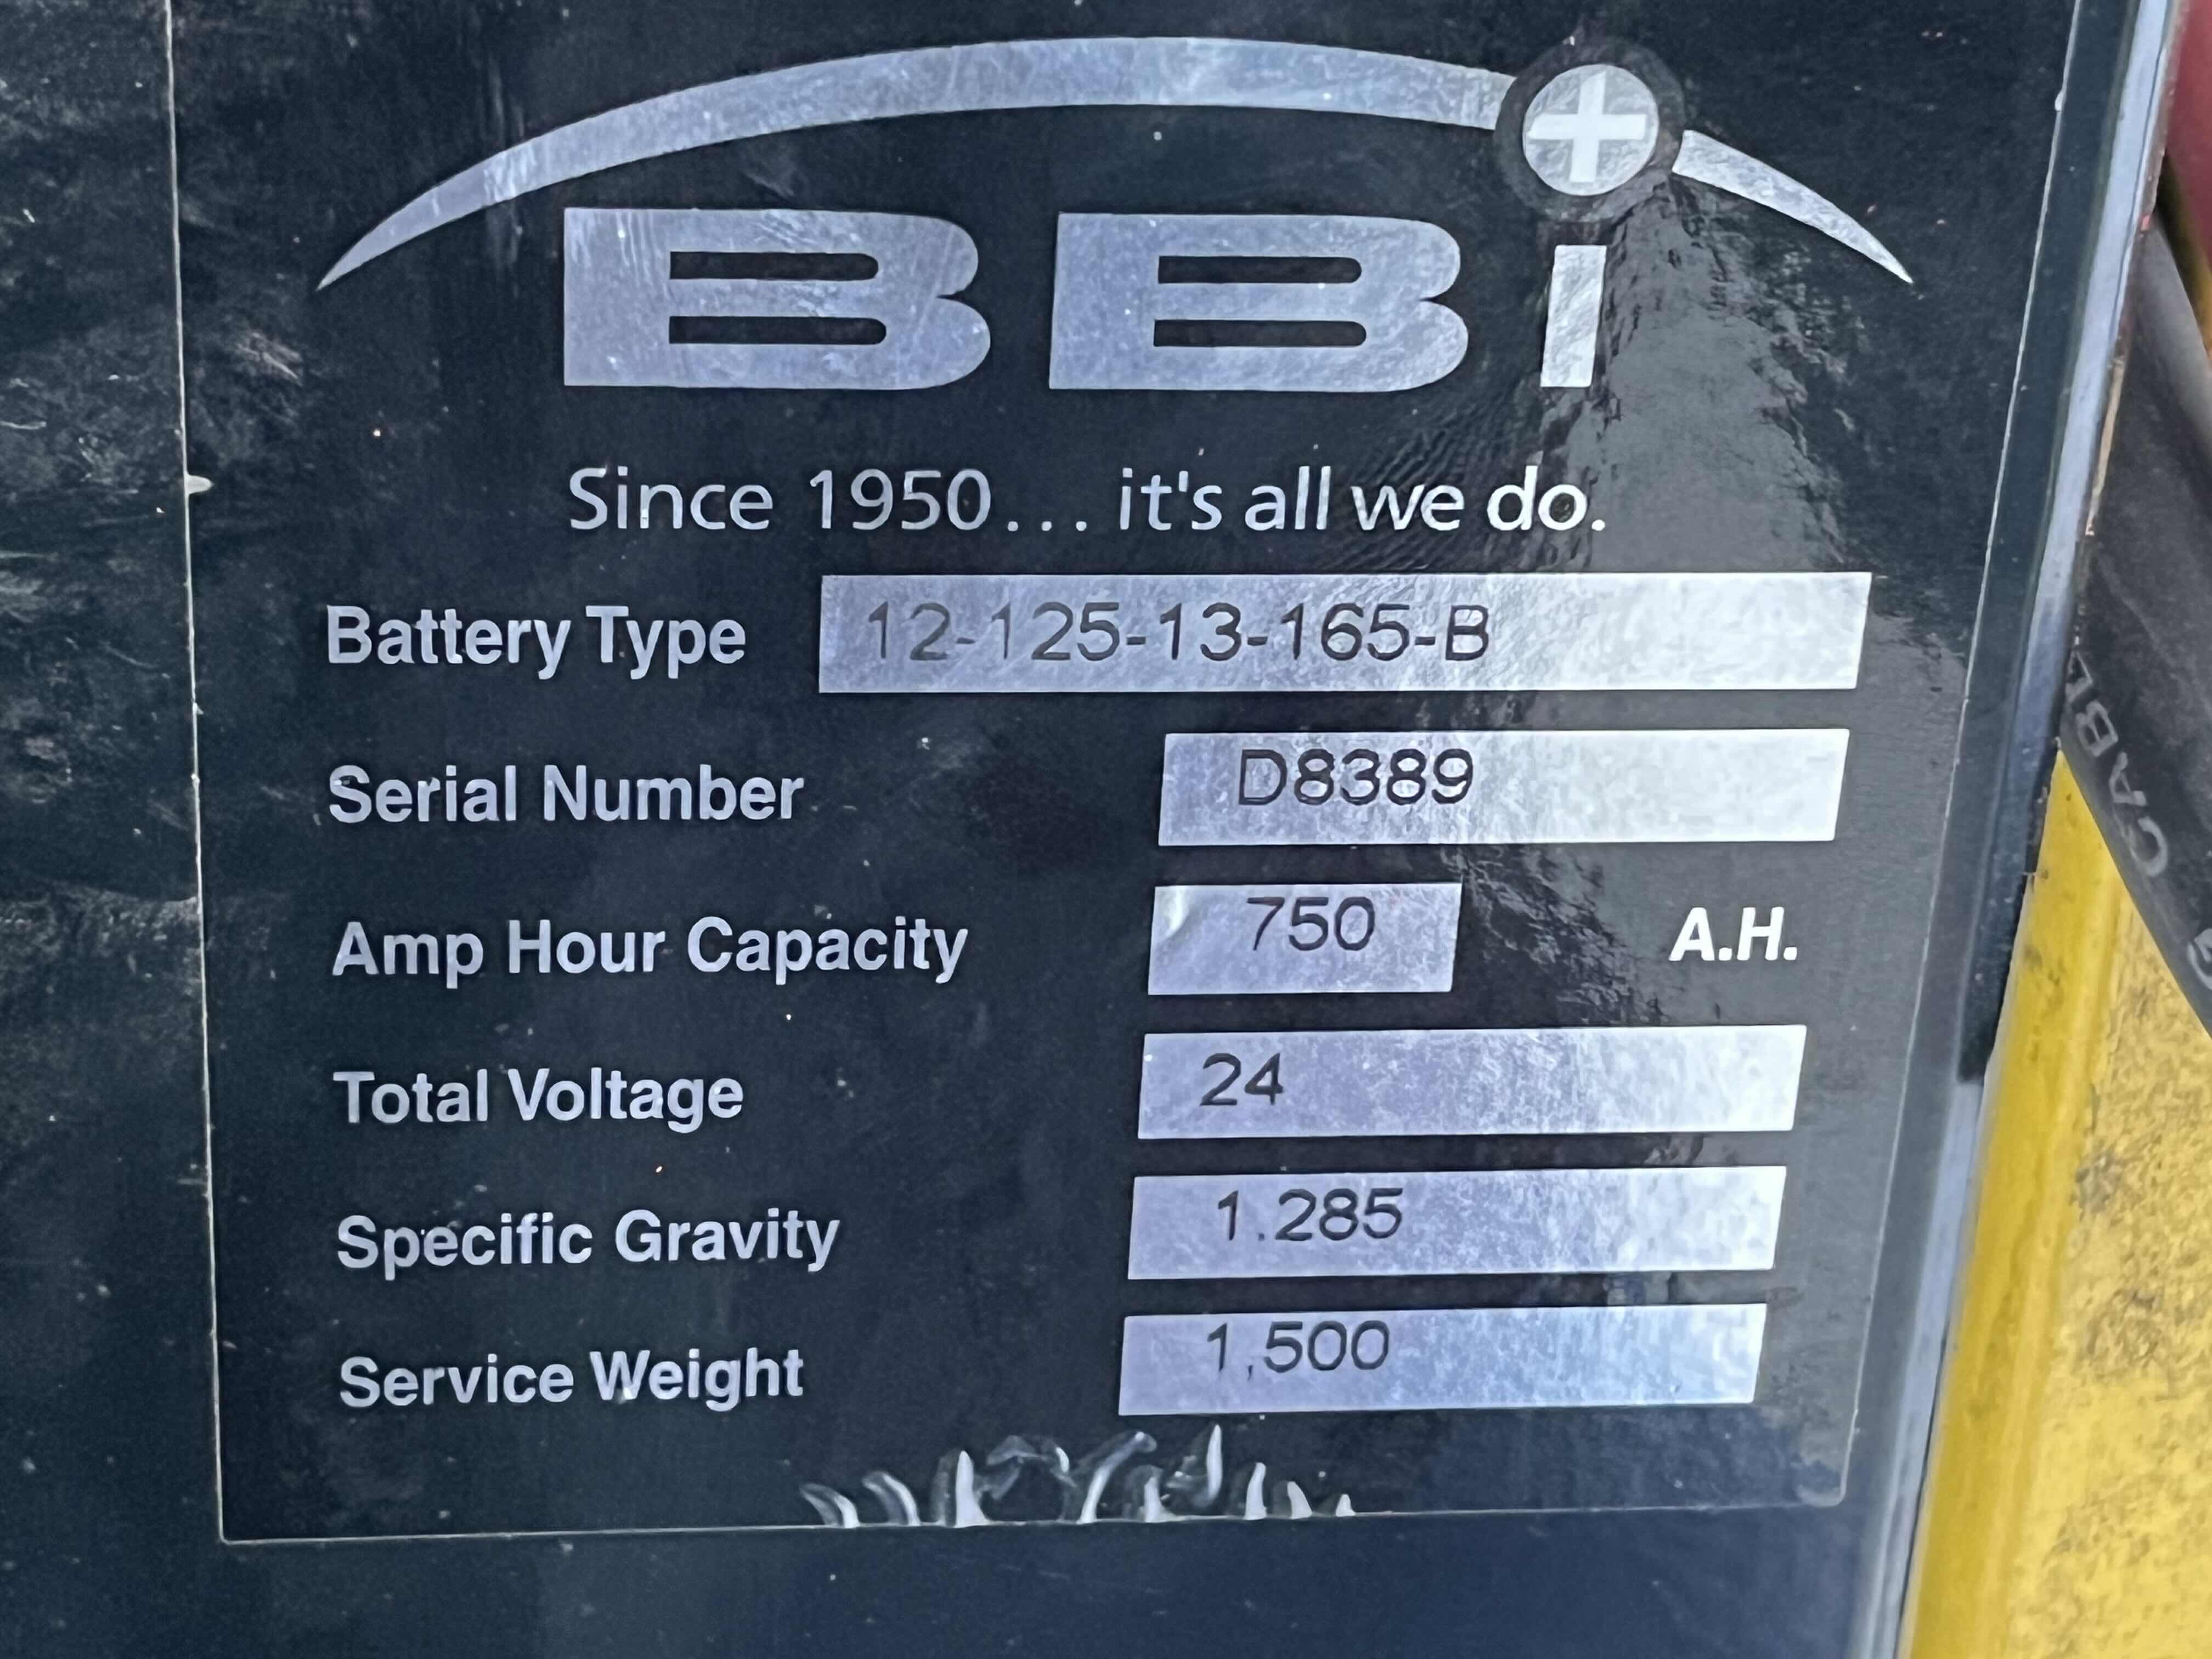 BBi
Since 1950... it's all we do.
Battery Type 12-125-13-165-B
Serial Number D8389
Amp Hour Capacity 750 A.H.
Total Voltage 24
Specific Gravity 1.285
Service Weight 1,500